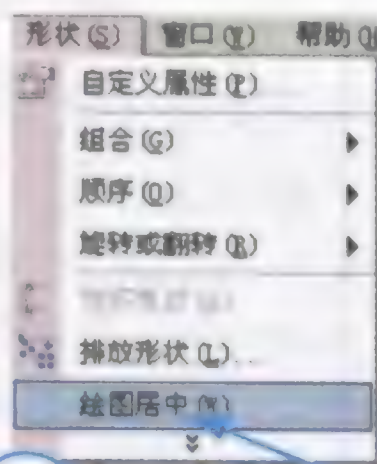 形状(S) 窗口(W) 帮助(
自定义属性(P)
组合(G)
顺序(O)
旋转或翻转(R)
排放形状(L)...
绘图居中(W)